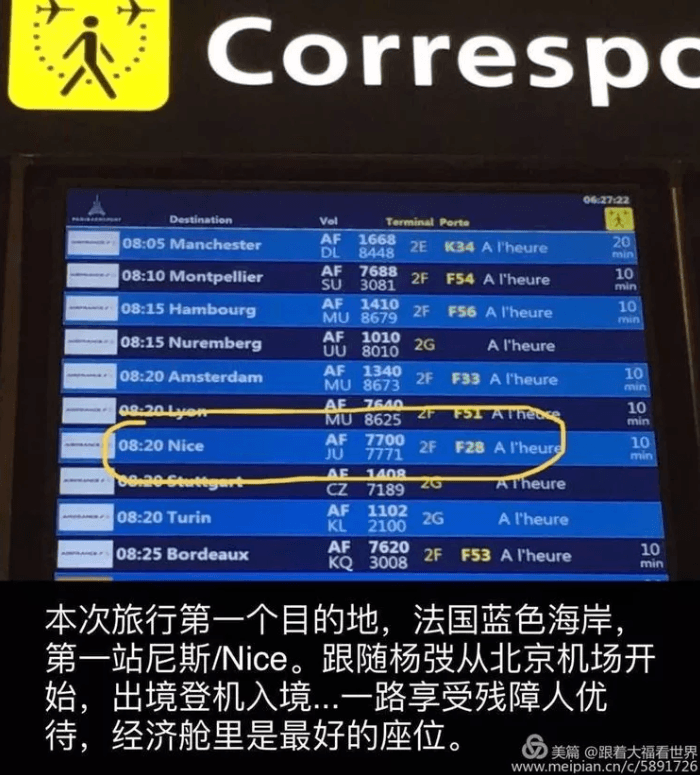 Correspo
06:27:22
Destination Vol Terminal Porte
08:05 Manchester AF 1668 2E K34 A l'heure 20
DL 8448 min
08:10 Montpellier AF 7688 2F F54 A l'heure 10
SU 3081 min
08:15 Hambourg AF 1410 2F F56 A l'heure 10
MU 8679 min
08:15 Nuremberg AF 1010 2G A l'heure
UU 8010
08:20 Amsterdam AF 1340 2F F33 A l'heure 10
MU 8673 min
08:20 Lyon AF 7640 2F F51 A l'heure 10
MU 8625 min
08:20 Nice AF 7700 2F F28 A l'heure 10
JU 7771 min
08:20 Stuttgart AF 1408 2G A l'heure
CZ 7189
08:20 Turin AF 1102 2G A l'heure
KL 2100
08:25 Bordeaux AF 7620 2F F53 A l'heure 10
KQ 3008 min
本次旅行第一个目的地，法国蓝色海岸，
第一站尼斯/Nice。跟随杨弢从北京机场开
始，出境登机入境...一路享受残障人优
待，经济舱里是最好的座位。
美篇 @跟着大福看世界
www.meipian.cn/c/5891726